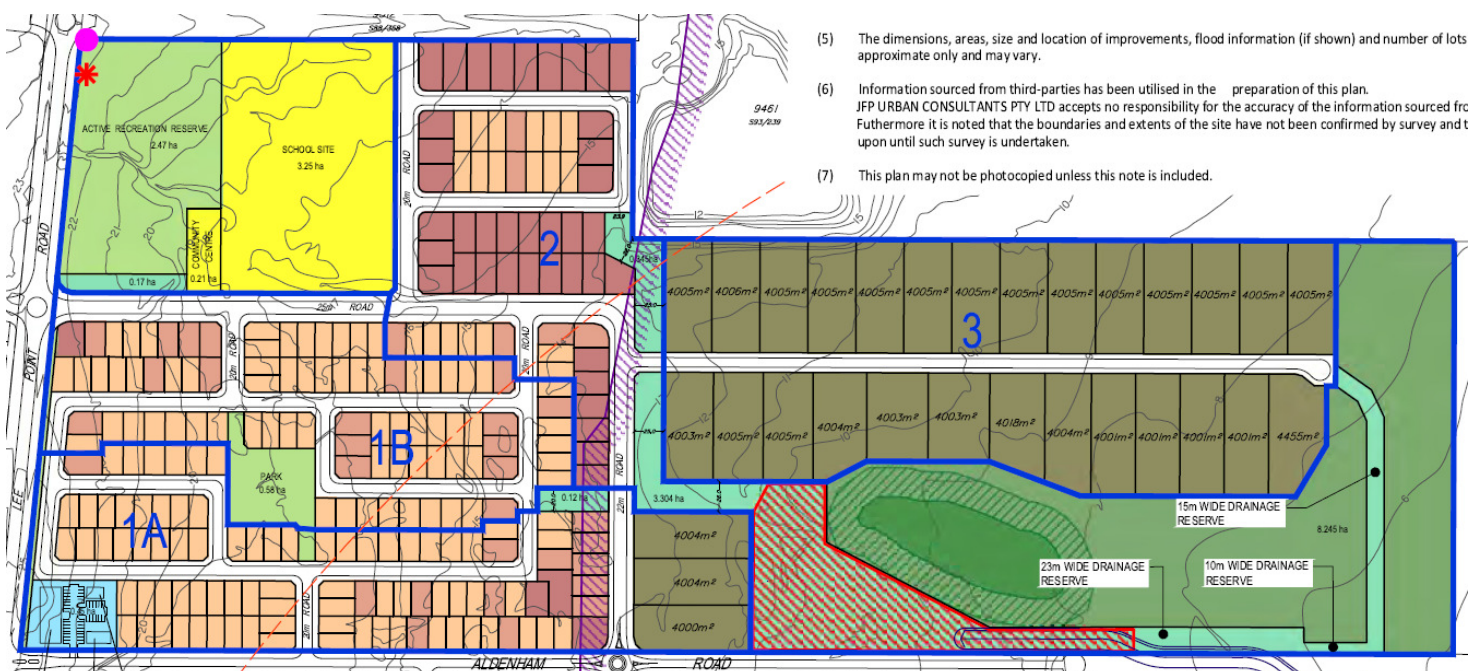 S88/358
(5) The dimensions, areas, size and location of improvements, flood information (if shown) and number of lots
approximate only and may vary.
(6) Information sourced from third-parties has been utilised in the preparation of this plan.
JFP URBAN CONSULTANTS PTY LTD accepts no responsibility for the accuracy of the information sourced fro
Futhermore it is noted that the boundaries and extents of the site have not been confirmed by survey and t
upon until such survey is undertaken.
(7) This plan may not be photocopied unless this note is included.
9461
S93/239
ACTIVE RECREATION RESERVE
2.47 ha
SCHOOL SITE
3.25 ha
COMMUNITY
CENTRE
0.21 ha
0.17 ha
20m ROAD
25m ROAD
20m ROAD
20m ROAD
20m ROAD
22m ROAD
LEE POINT ROAD
ALDENHAM ROAD
2
3
1B
1A
PARK
0.58 ha
0.12 ha
3.304 ha
4005m² 4006m² 4005m² 4005m² 4005m² 4005m² 4005m² 4005m² 4005m² 4005m² 4005m² 4005m² 4005m² 4005m²
4003m² 4005m² 4005m² 4004m² 4003m² 4003m² 4018m² 4004m² 4001m² 4001m² 4001m² 4001m² 4455m²
4004m²
4004m²
4000m²
15m WIDE DRAINAGE
RESERVE
8.245 ha
23m WIDE DRAINAGE
RESERVE
10m WIDE DRAINAGE
RESERVE